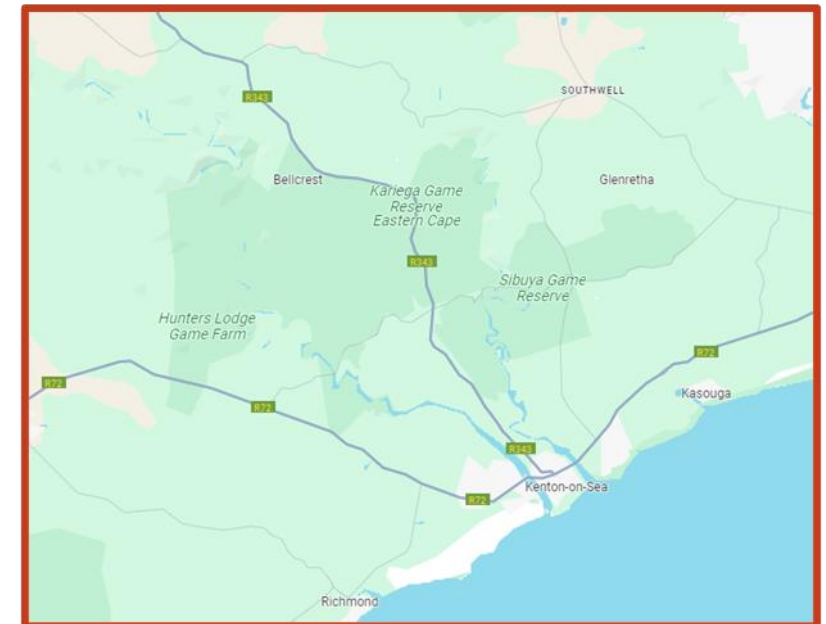 SOUTHWELL
R343
Bellcrest
Glenretha
Kariega Game
Reserve
Eastern Cape
R343
Sibuya Game
Reserve
Hunters Lodge
Game Farm
R72
R72
Kasouga
R72
R343
Kenton-on-Sea
R72
Richmond